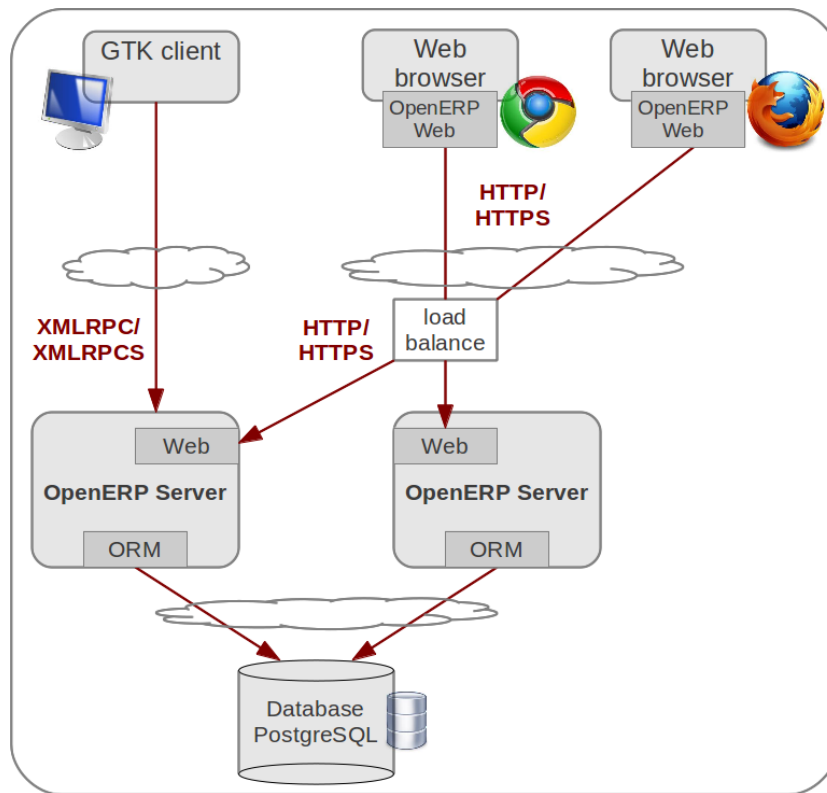 GTK client
Web
browser
OpenERP
Web
Web
browser
OpenERP
Web
HTTP/
HTTPS
XMLRPC/
XMLRPCS
HTTP/
HTTPS
load
balance
Web
OpenERP Server
ORM
Web
OpenERP Server
ORM
Database
PostgreSQL